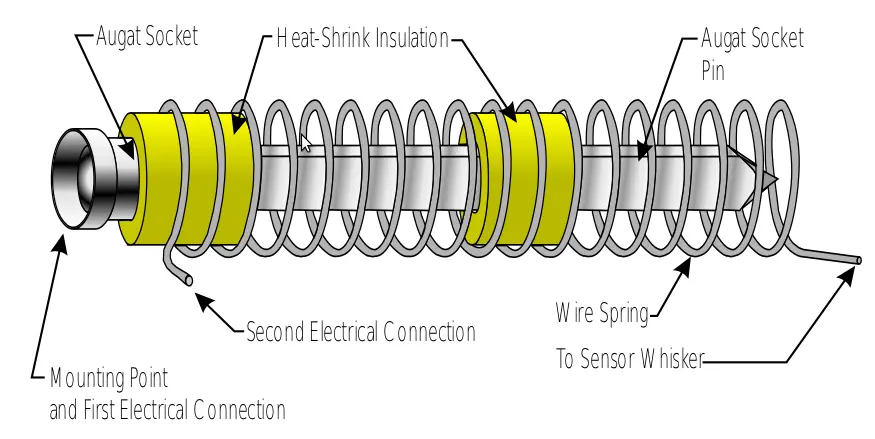 Augat Socket
Heat-Shrink Insulation
Augat Socket
Pin
Second Electrical Connection
Wire Spring
To Sensor Whisker
Mounting Point
and First Electrical Connection